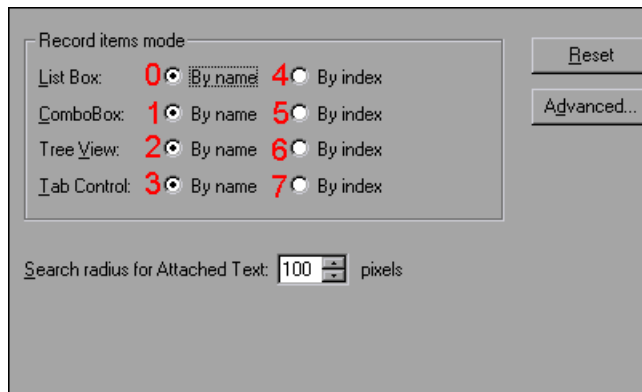 Record items mode
List Box: 0 By name 4 By index
ComboBox: 1 By name 5 By index
Tree View: 2 By name 6 By index
Tab Control: 3 By name 7 By index
Reset
Advanced...
Search radius for Attached Text: 100 pixels